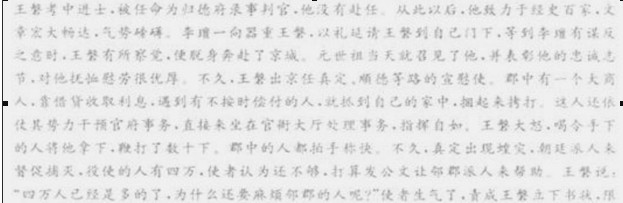 王磐考中进士,被任命为归德府录事判官,他没有赴任。从此以后,他致力于经史百家,文
章宏大畅达,气势磅礴。李璮一向器重王磐,以礼延请王磐到自己门下,等到李璮有谋反
之意时,王磐有所察觉,便脱身奔赴了京城。元世祖当天就召见了他,并表彰他的忠诚志
节,对他抚恤慰劳很优厚。不久,王磐出京任真定、顺德等路的宣慰使。郡中有一个大商
人,靠借贷收取利息,遇到有不按时偿付的人,就抓到自己的家中,捆起来拷打。这人还依
仗其势力干预官府事务,直接来坐在官衙大厅处理事务,指挥自如。王磐大怒,喝令手下
的人将他拿下,鞭打了数十下。郡中的人都拍手称快。不久,真定出现蝗灾,朝廷派人来
督促捕灭,役使的人有四万,使者认为还不够,打算发公文让邻郡派人来帮助。王磐说:
“四万人已经是多的了,为什么还要麻烦邻郡的人呢?”使者生气了,责成王磐立下书状,限